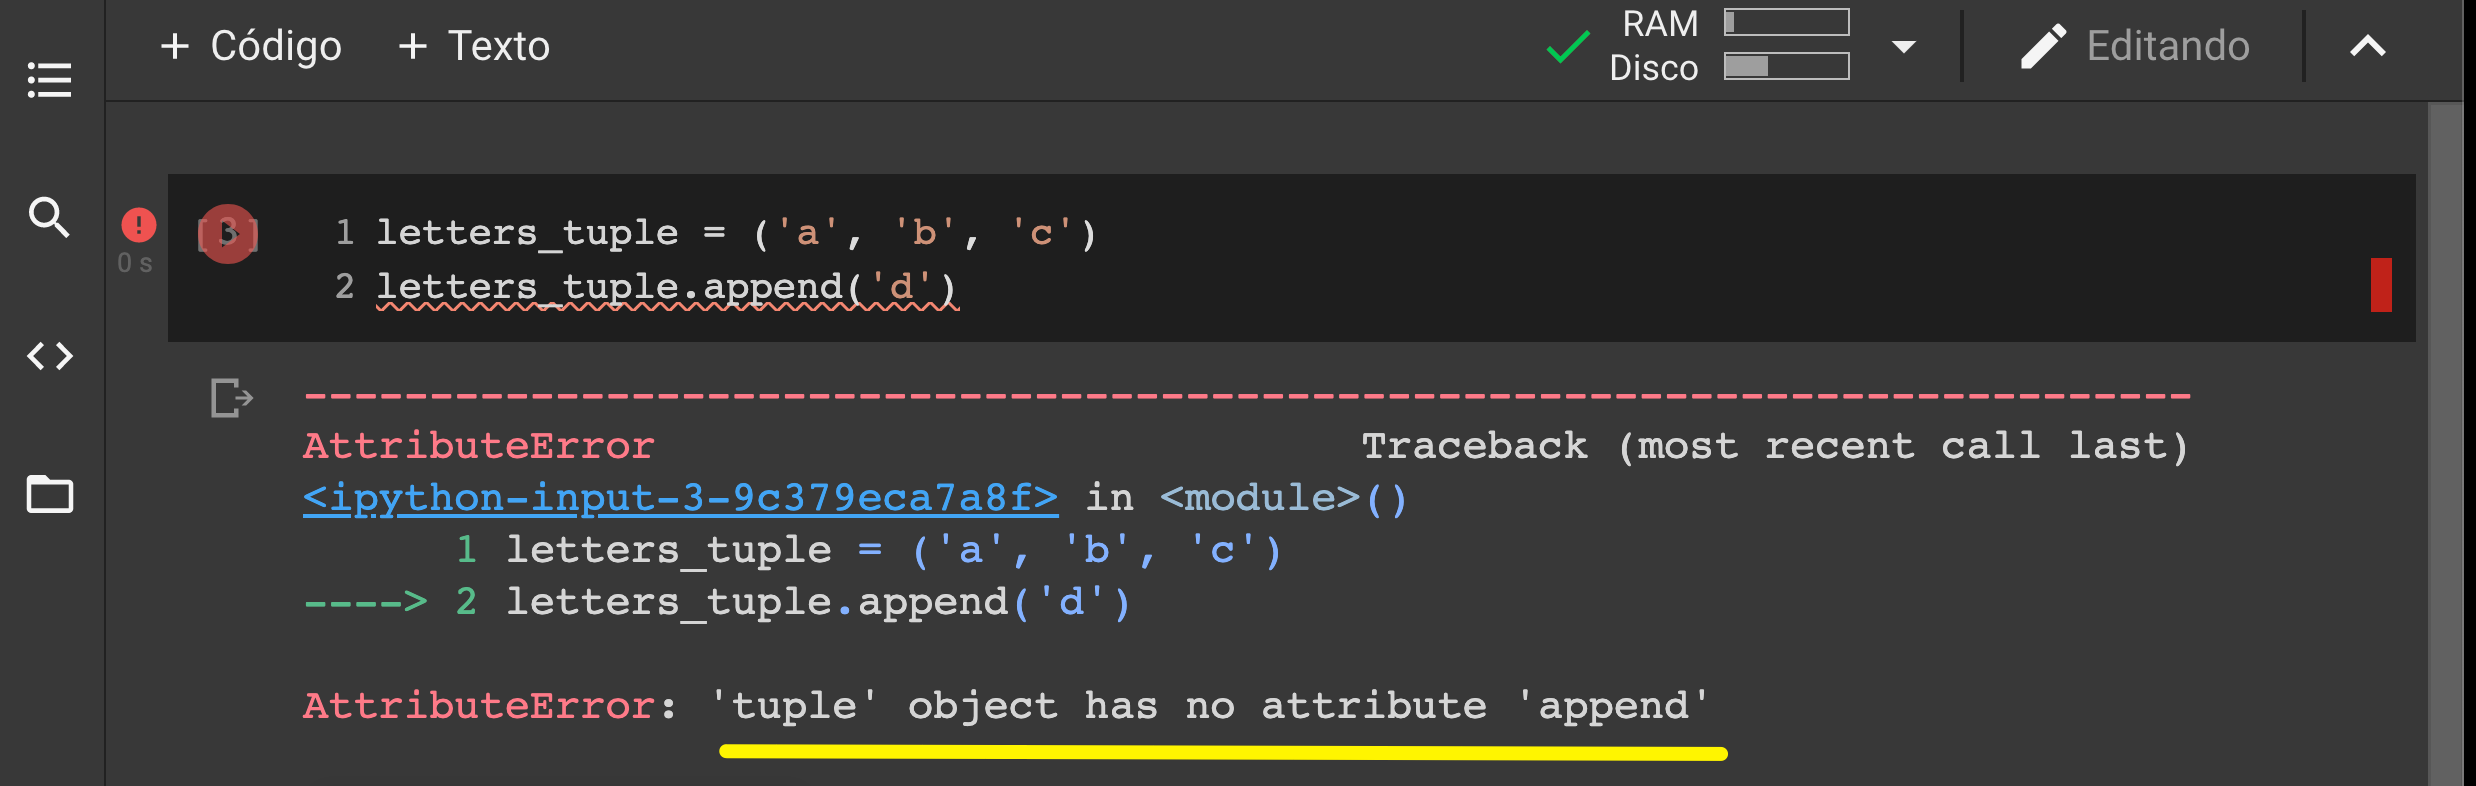 + Código + Texto
RAM
Disco
Editando
0 s
[3]
1 letters_tuple = ('a', 'b', 'c')
2 letters_tuple.append('d')
---------------------------------------------------------------------------
AttributeError Traceback (most recent call last)
<ipython-input-3-9c379eca7a8f> in <module>()
1 letters_tuple = ('a', 'b', 'c')
----> 2 letters_tuple.append('d')
AttributeError: 'tuple' object has no attribute 'append'